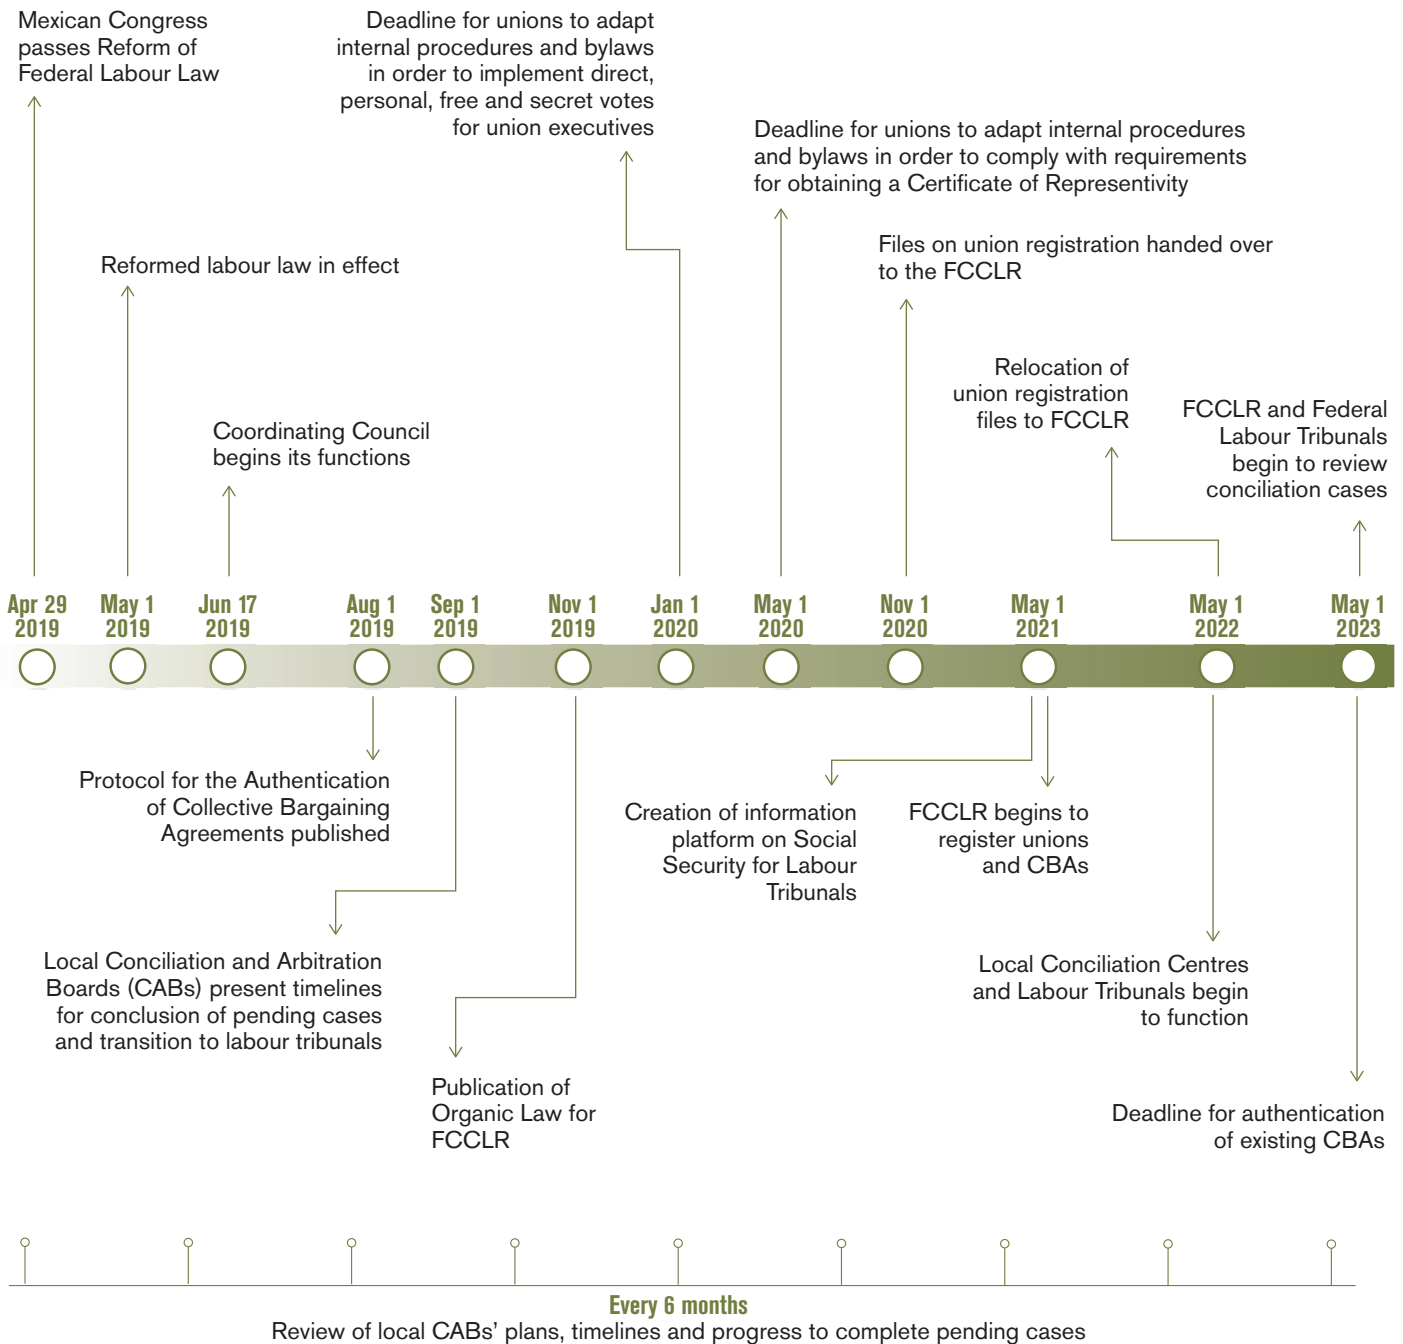 Mexican Congress
passes Reform of
Federal Labour Law
Deadline for unions to adapt
internal procedures and bylaws
in order to implement direct,
personal, free and secret votes
for union executives
Deadline for unions to adapt internal procedures
and bylaws in order to comply with requirements
for obtaining a Certificate of Representivity
Reformed labour law in effect
Files on union registration handed over
to the FCCLR
Relocation of
union registration
files to FCCLR
FCCLR and Federal
Labour Tribunals
begin to review
conciliation cases
Coordinating Council
begins its functions
Apr 29
2019
May 1
2019
Jun 17
2019
Aug 1
2019
Sep 1
2019
Nov 1
2019
Jan 1
2020
May 1
2020
Nov 1
2020
May 1
2021
May 1
2022
May 1
2023
Protocol for the Authentication
of Collective Bargaining
Agreements published
Creation of information
platform on Social
Security for Labour
Tribunals
FCCLR begins to
register unions
and CBAs
Local Conciliation and Arbitration
Boards (CABs) present timelines
for conclusion of pending cases
and transition to labour tribunals
Local Conciliation Centres
and Labour Tribunals begin
to function
Publication of
Organic Law for
FCCLR
Deadline for authentication
of existing CBAs
Every 6 months
Review of local CABs’ plans, timelines and progress to complete pending cases